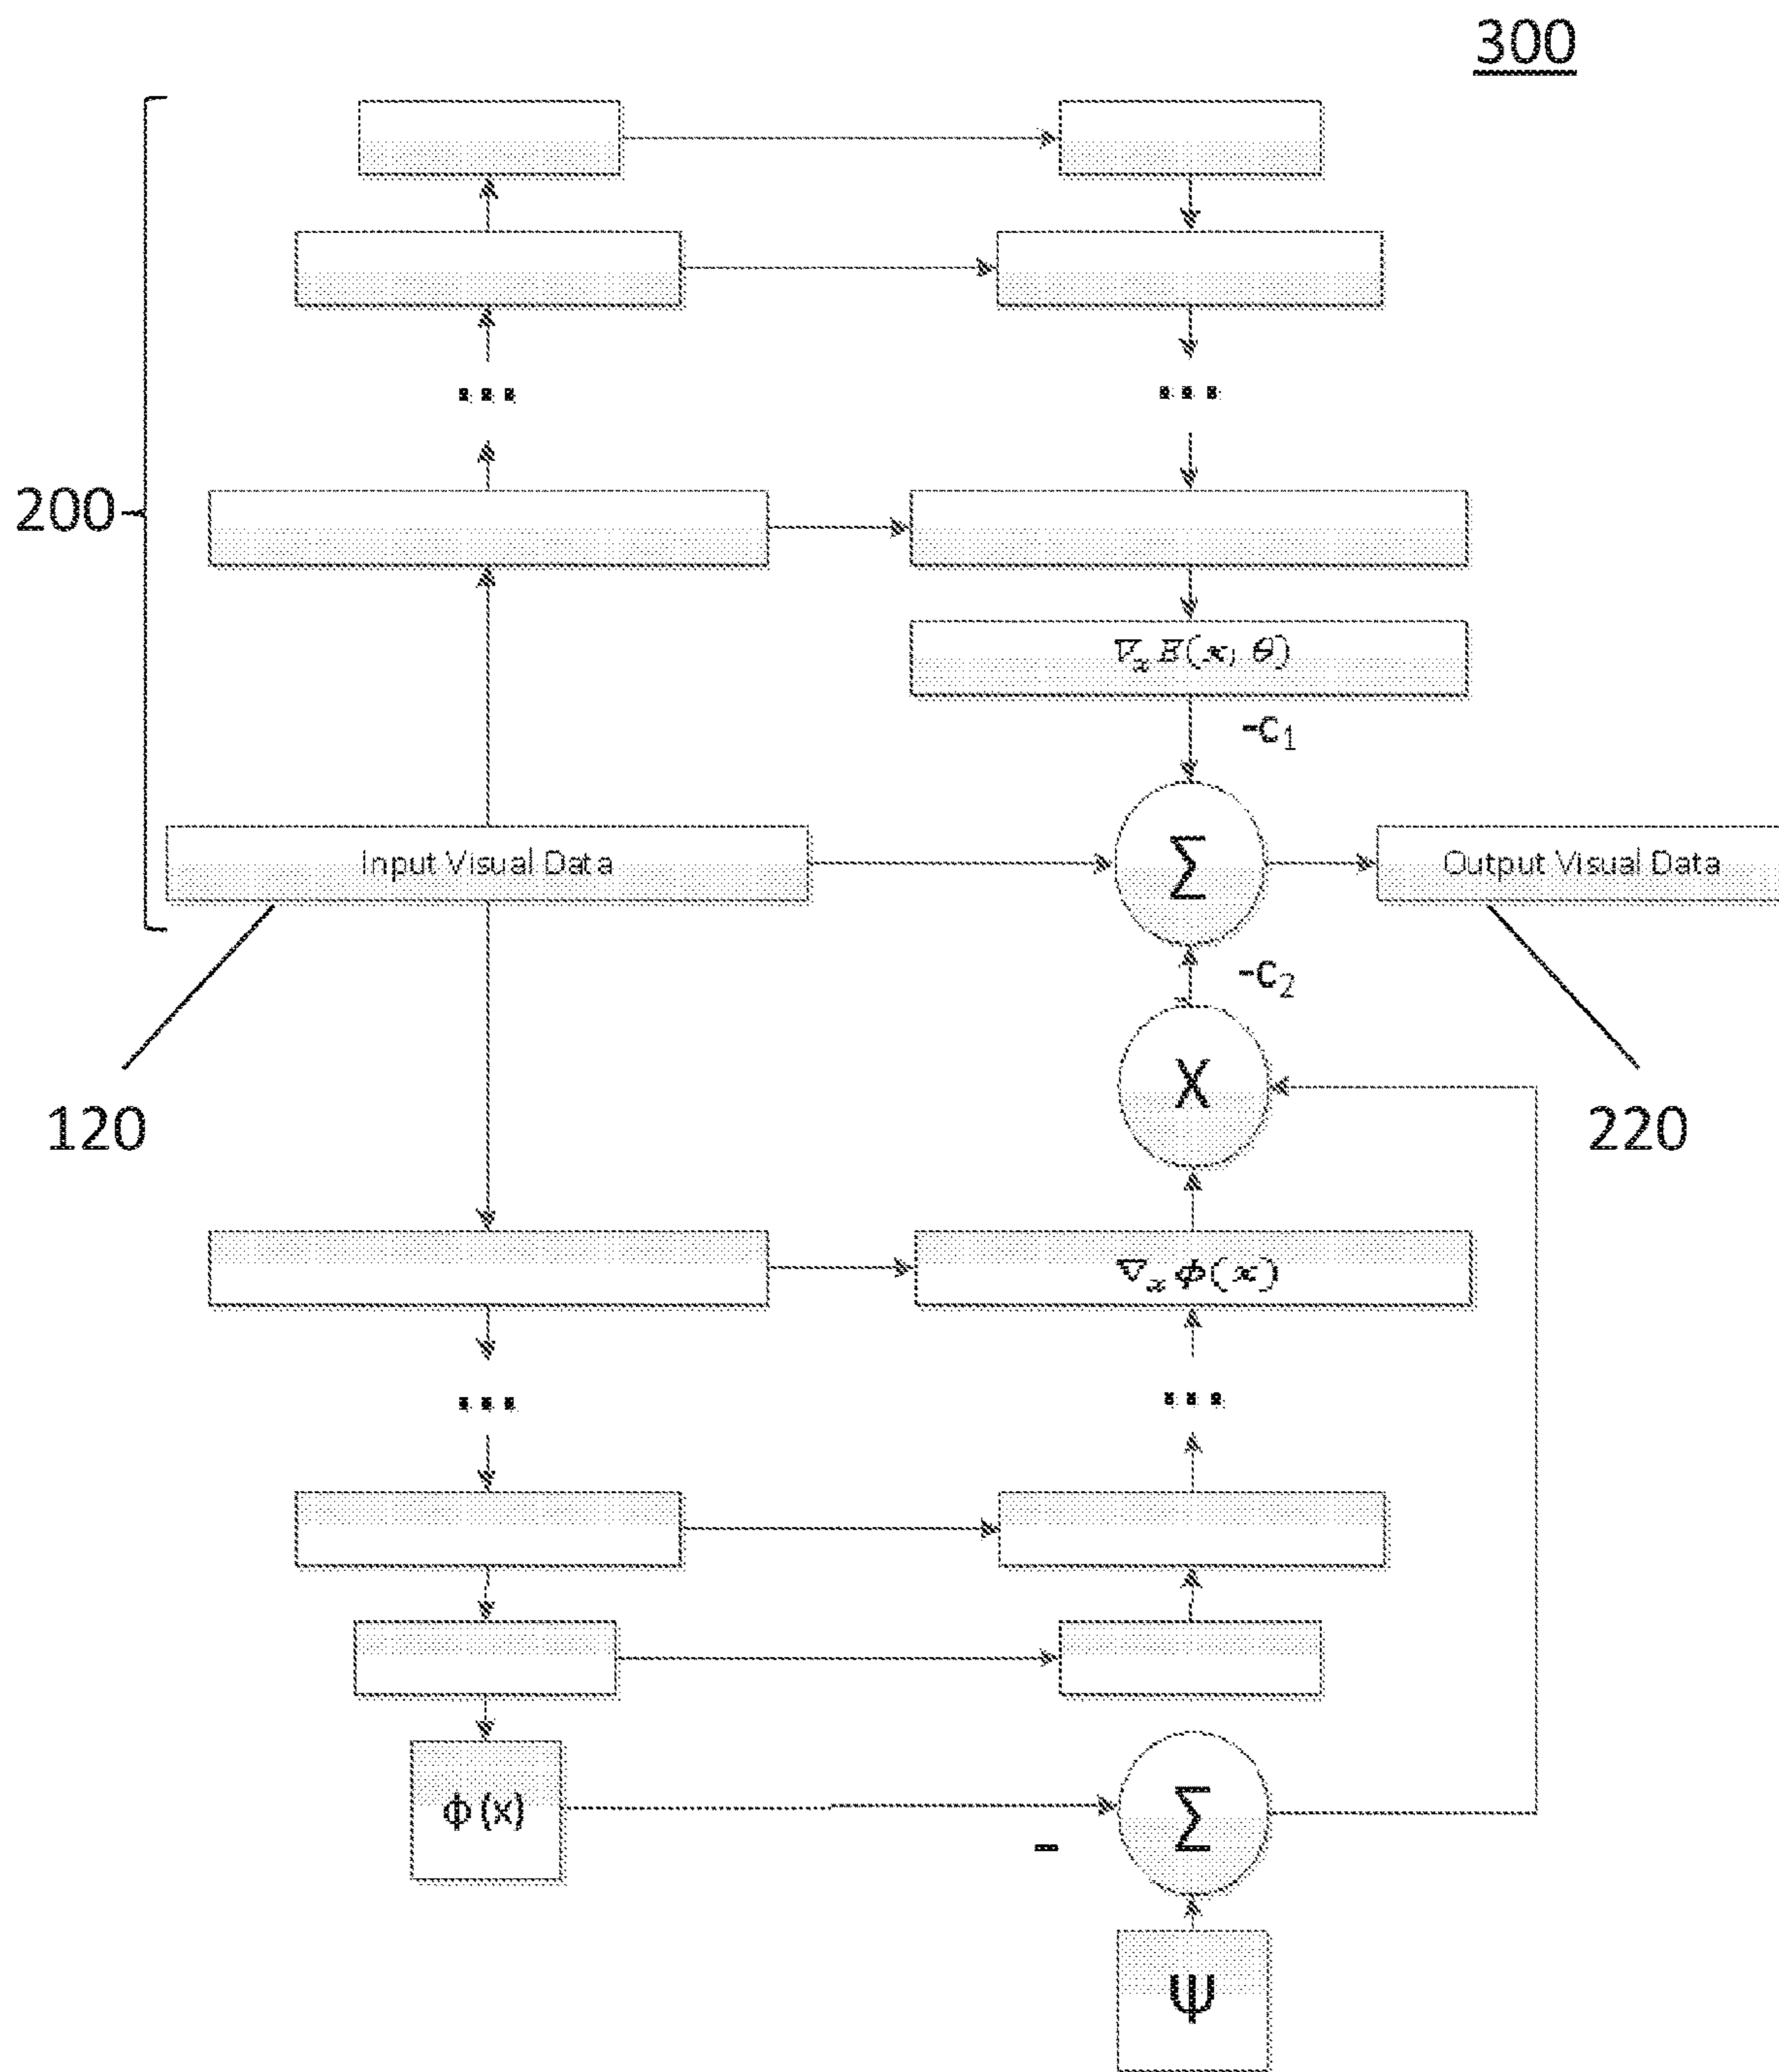 300
...
...
200
∇ₓ E(x; θ)
-C₁
Input Visual Data
Σ
Output Visual Data
-C₂
X
120
220
∇ₓ ϕ(x)
...
...
ϕ(x)
Σ
-
Ψ